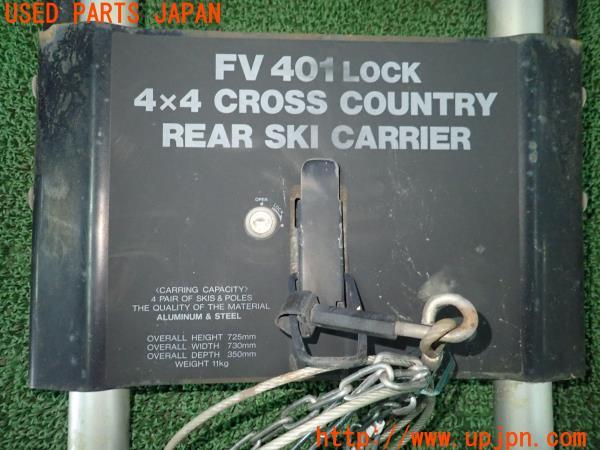 USED PARTS JAPAN
FV 401 LOCK
4×4 CROSS COUNTRY
REAR SKI CARRIER
OPEN
LOCK
〈CARRING CAPACITY〉
4 PAIR OF SKIS & POLES
THE QUALITY OF THE MATERIAL
ALUMINUM & STEEL
OVERALL HEIGHT 725mm
OVERALL WIDTH 730mm
OVERALL DEPTH 350mm
WEIGHT 11kg
http://www.upjpn.com/